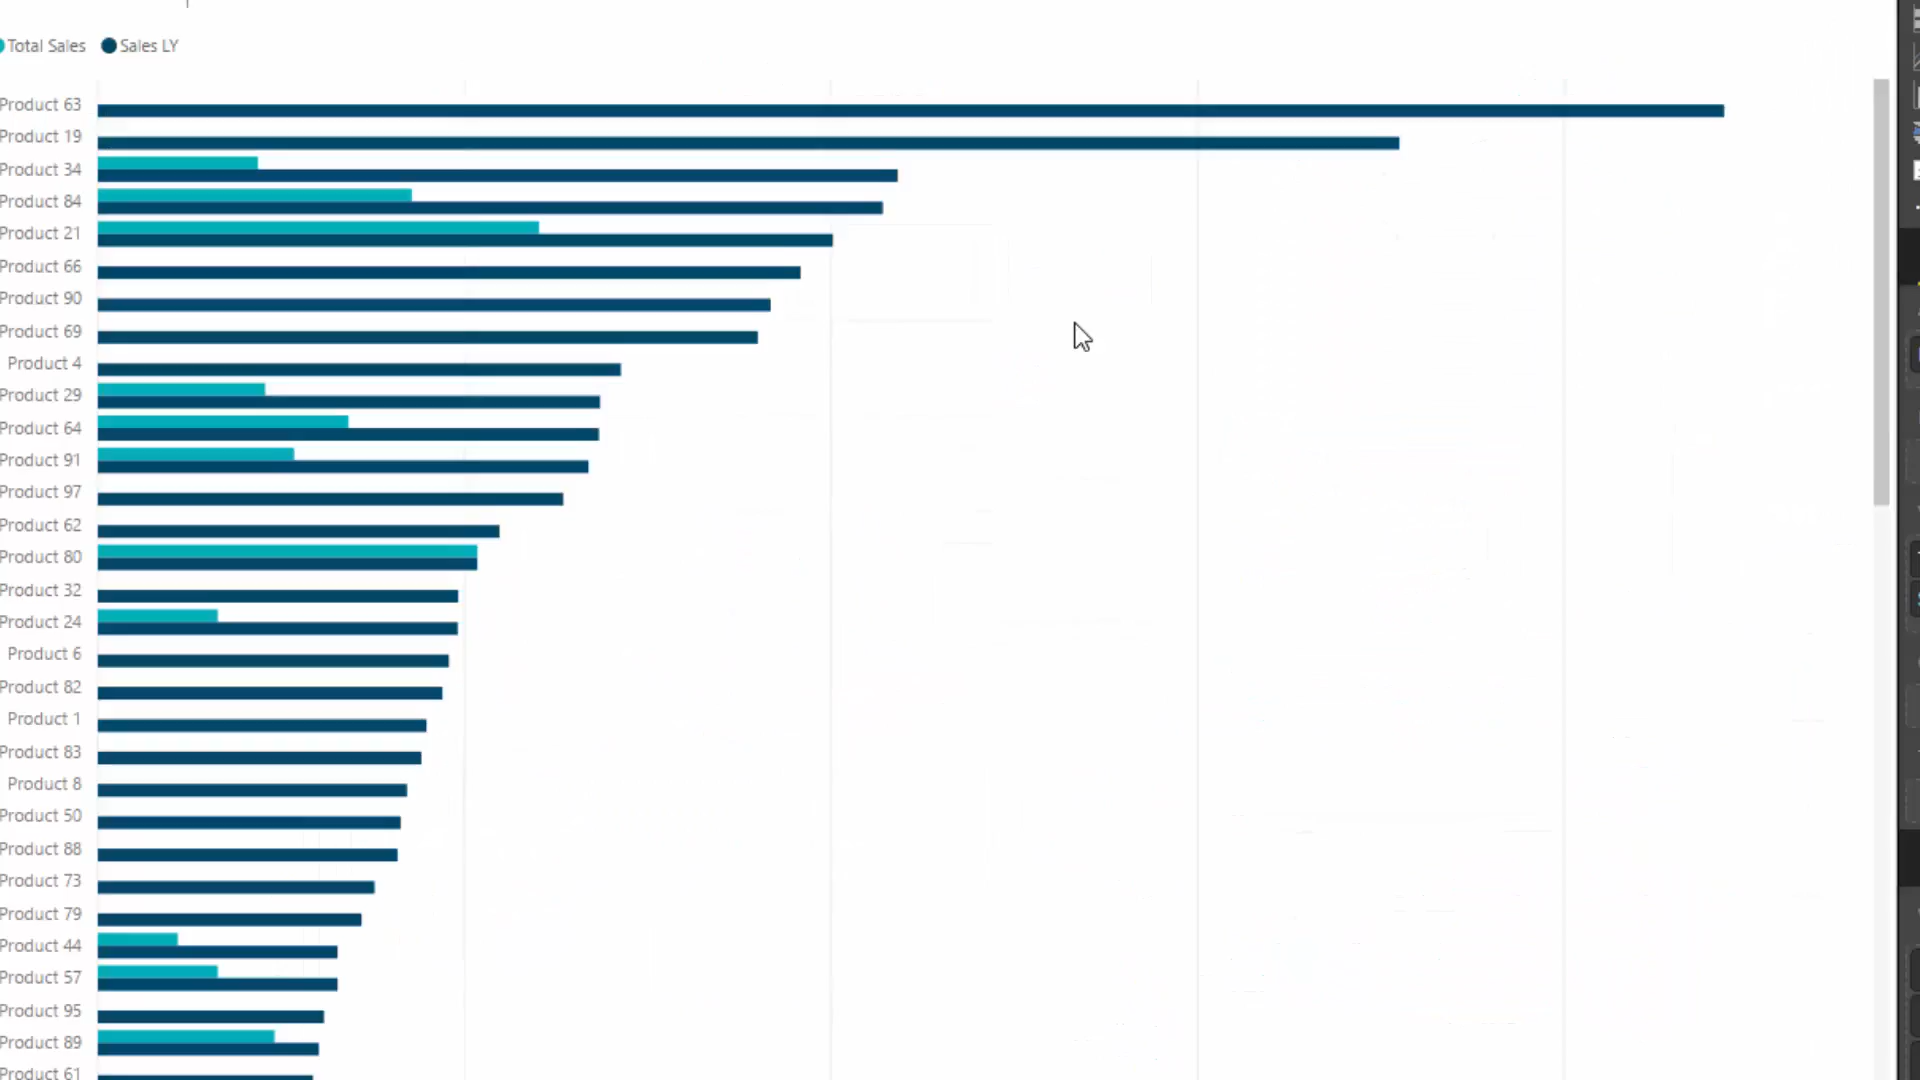 Total Sales Sales LY
Product 63
Product 19
Product 34
Product 84
Product 21
Product 66
Product 90
Product 69
Product 4
Product 29
Product 64
Product 91
Product 97
Product 62
Product 80
Product 32
Product 24
Product 6
Product 82
Product 1
Product 83
Product 8
Product 50
Product 88
Product 73
Product 79
Product 44
Product 57
Product 95
Product 89
Product 61